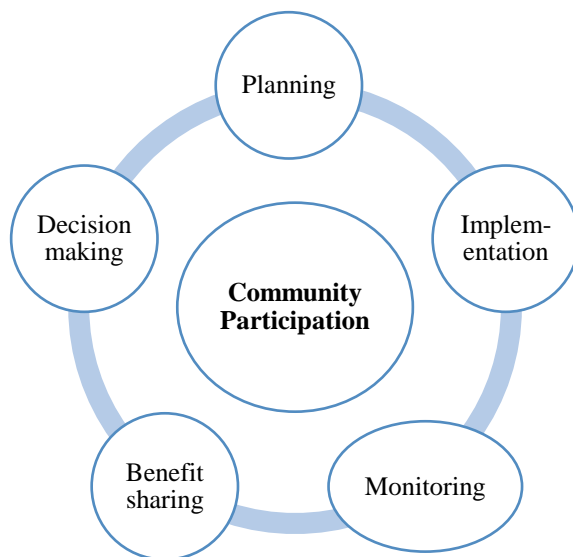 Planning
Implem-
entation
Monitoring
Benefit
sharing
Decision
making
Community
Participation